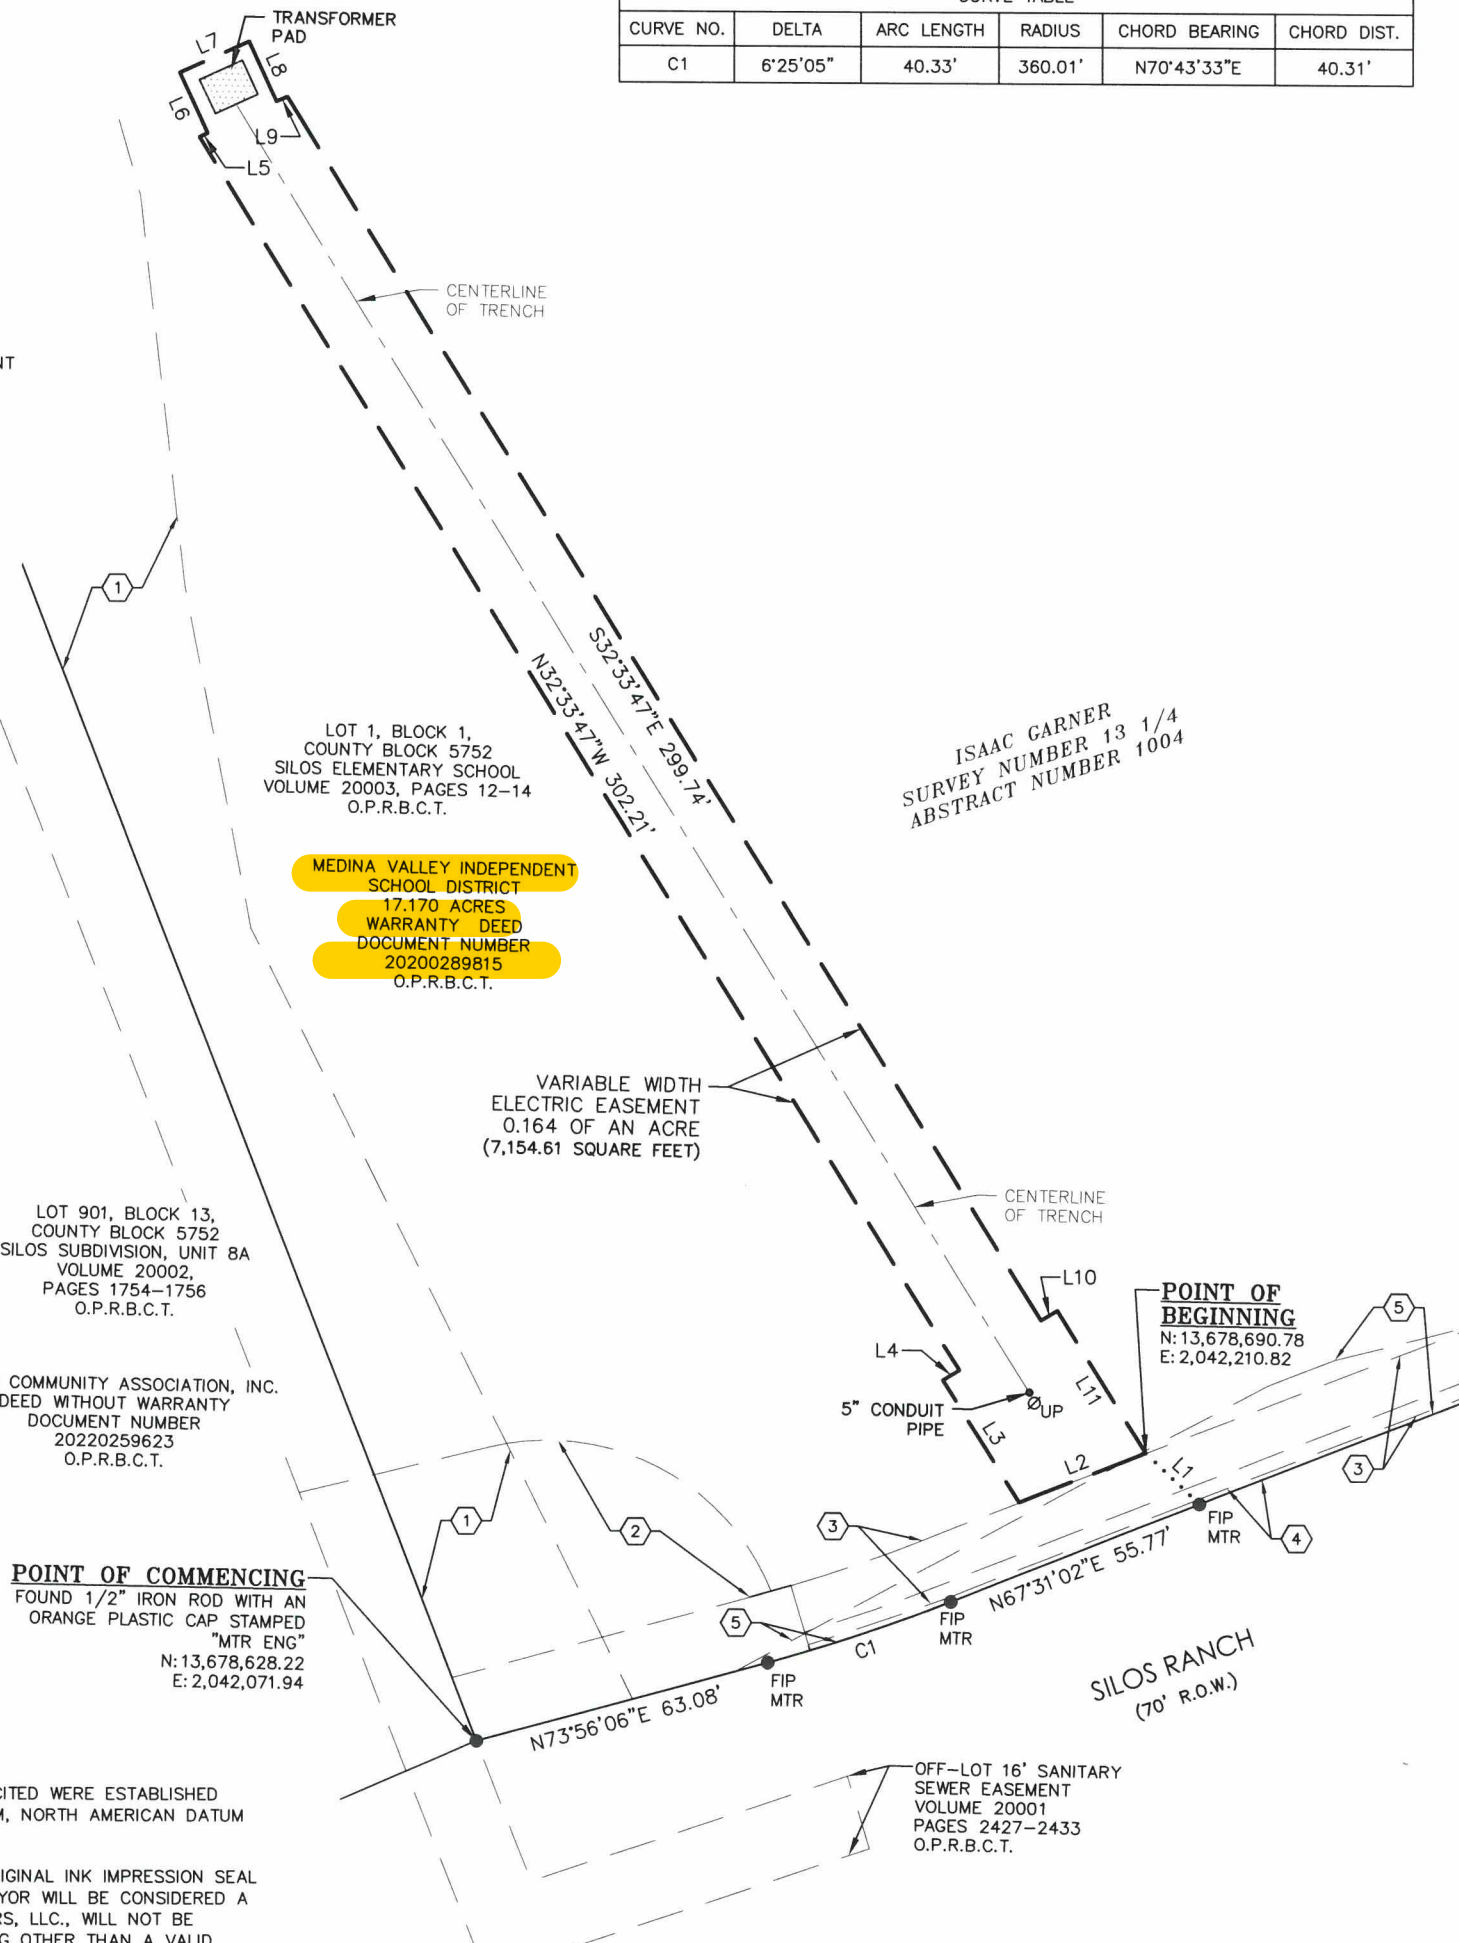 CURVE TABLE
CURVE NO. DELTA ARC LENGTH RADIUS CHORD BEARING CHORD DIST.
C1 6°25'05" 40.33' 360.01' N70°43'33"E 40.31'
TRANSFORMER
PAD
L7
L8
L6
L9
L5
CENTERLINE
OF TRENCH
NT
1
S32°33'47"E 299.74'
N32°33'47"W 302.21'
ISAAC GARNER
SURVEY NUMBER 13 1/4
ABSTRACT NUMBER 1004
LOT 1, BLOCK 1,
COUNTY BLOCK 5752
SILOS ELEMENTARY SCHOOL
VOLUME 20003, PAGES 12-14
O.P.R.B.C.T.
MEDINA VALLEY INDEPENDENT
SCHOOL DISTRICT
17.170 ACRES
WARRANTY DEED
DOCUMENT NUMBER
20200289815
O.P.R.B.C.T.
VARIABLE WIDTH
ELECTRIC EASEMENT
0.164 OF AN ACRE
(7,154.61 SQUARE FEET)
CENTERLINE
OF TRENCH
LOT 901, BLOCK 13,
COUNTY BLOCK 5752
SILOS SUBDIVISION, UNIT 8A
VOLUME 20002,
PAGES 1754-1756
O.P.R.B.C.T.
L10
POINT OF
BEGINNING
N:13,678,690.78
E:2,042,210.82
5
L4
COMMUNITY ASSOCIATION, INC.
DEED WITHOUT WARRANTY
DOCUMENT NUMBER
20220259623
O.P.R.B.C.T.
5" CONDUIT
PIPE
UP
L11
L3
L2
L1
3
1
2
3
FIP
MTR
4
N67°31'02"E 55.77'
POINT OF COMMENCING
FOUND 1/2" IRON ROD WITH AN
ORANGE PLASTIC CAP STAMPED
"MTR ENG"
N:13,678,628.22
E:2,042,071.94
5
FIP
MTR
C1
FIP
MTR
N73°56'06"E 63.08'
SILOS RANCH
(70' R.O.W.)
OFF-LOT 16' SANITARY
SEWER EASEMENT
VOLUME 20001
PAGES 2427-2433
O.P.R.B.C.T.
CITED WERE ESTABLISHED
M, NORTH AMERICAN DATUM
IGINAL INK IMPRESSION SEAL
YOR WILL BE CONSIDERED A
RS, LLC., WILL NOT BE
G OTHER THAN A VALID